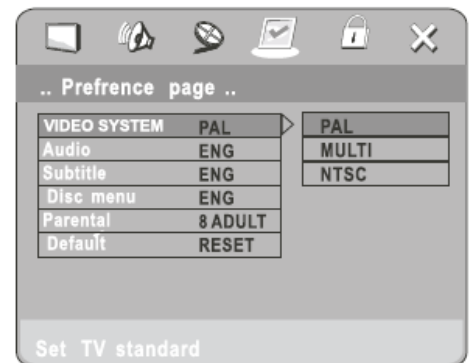 .. Prefrence page ..
VIDEO SYSTEM PAL PAL
Audio ENG MULTI
Subtitle ENG NTSC
Disc menu ENG
Parental 8 ADULT
Default RESET
Set TV standard